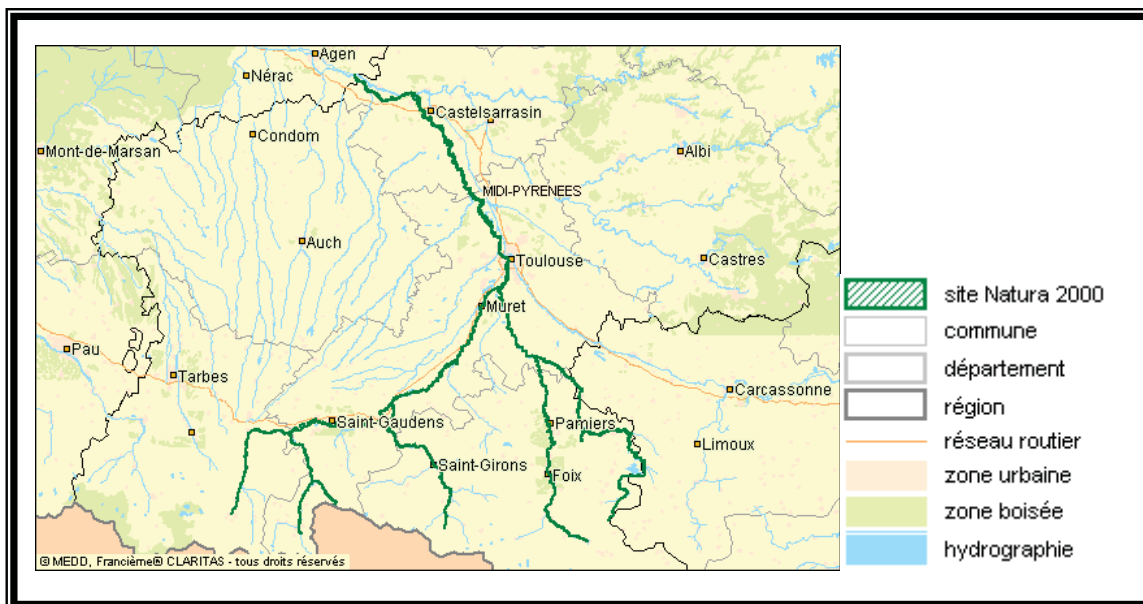 Agen
Nérac
Castelsarrasin
Condom
Mont-de-Marsan
Albi
MIDI-PYRENEES
Auch
Toulouse
Castres
site Natura 2000
Muret
commune
Pau
département
Tarbes
Carcassonne
région
Saint-Gaudens
Pamiers
réseau routier
Limoux
Saint-Girons
Foix
zone urbaine
zone boisée
hydrographie
© MEDD, Francième® CLARITAS - tous droits réservés